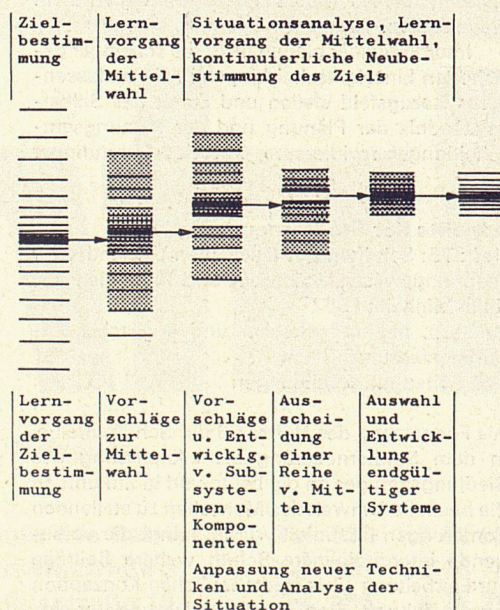 Ziel-
bestim-
mung
Lern-
vorgang
der
Mittel-
wahl
Situationsanalyse, Lern-
vorgang der Mittelwahl,
kontinuierliche Neube-
stimmung des Ziels
Lern-
vorgang
der
Ziel-
bestim-
mung
Vor-
schläge
zur
Mittel-
wahl
Vor-
schläge
u. Ent-
wicklg.
v. Sub-
syste-
men u.
Kompo-
nenten
Aus-
schei-
dung
einer
Reihe
v. Mit-
teln
Auswahl
und
Entwick-
lung
endgül-
tiger
Systeme
Anpassung neuer Techni
ken und Analyse der
Situation